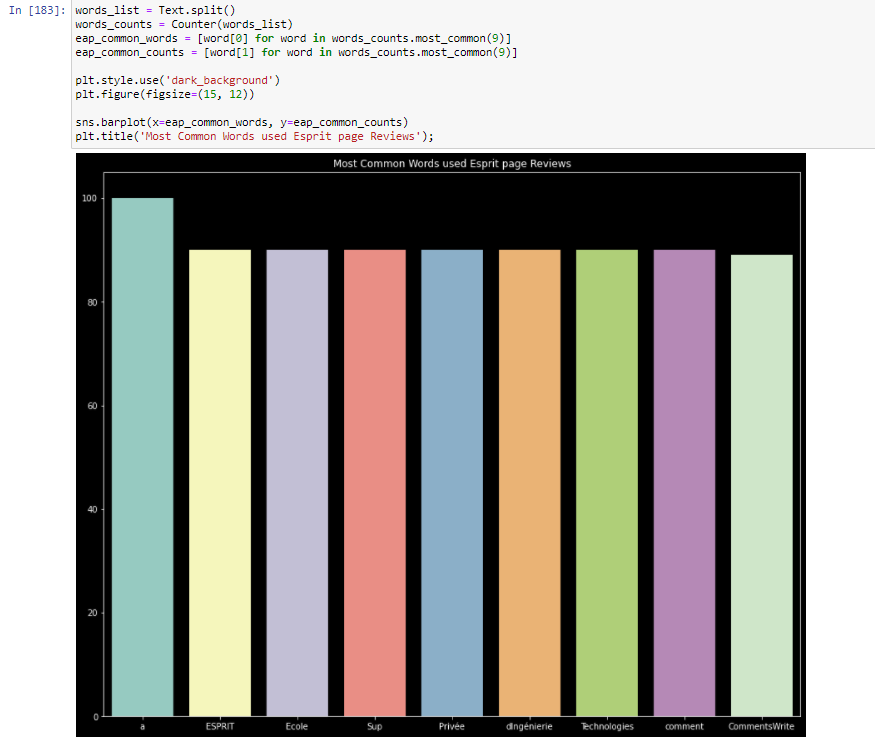 In [183]: words_list = Text.split()
words_counts = Counter(words_list)
eap_common_words = [word[0] for word in words_counts.most_common(9)]
eap_common_counts = [word[1] for word in words_counts.most_common(9)]
plt.style.use('dark_background')
plt.figure(figsize=(15, 12))
sns.barplot(x=eap_common_words, y=eap_common_counts)
plt.title('Most Common Words used Esprit page Reviews');
Most Common Words used Esprit page Reviews
100
80
60
40
20
0
a ESPRIT Ecole Sup Privée dIngénierie Technologies comment CommentsWrite